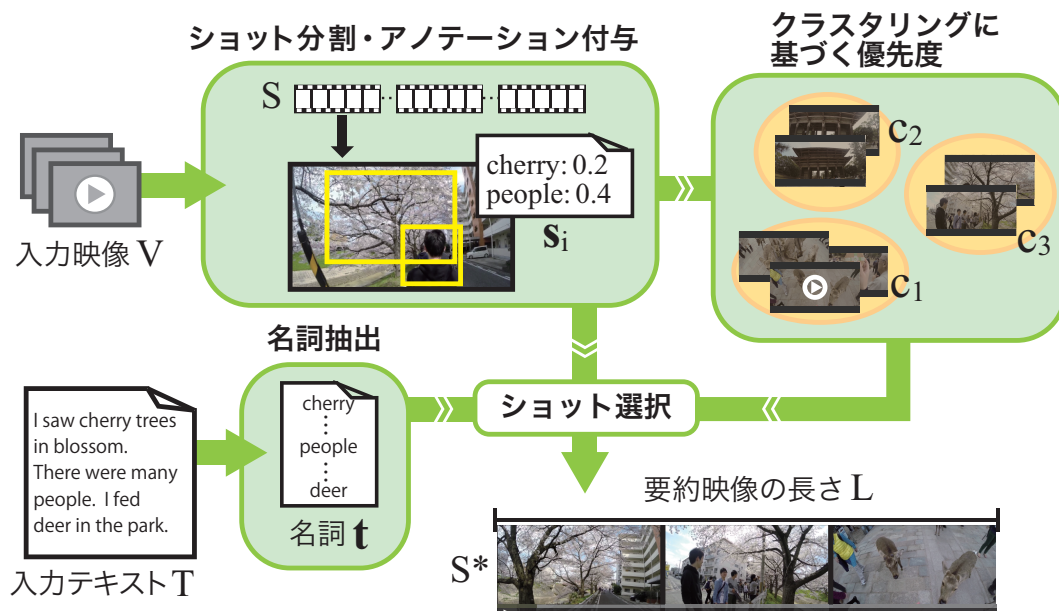 ショット分割・アノテーション付与
クラスタリングに
基づく優先度
S
cherry: 0.2
people: 0.4
s_i
入力映像 V
c_2
c_3
c_1
名詞抽出
I saw cherry trees
in blossom.
There were many
people. I fed
deer in the park.
cherry
⋮
people
⋮
deer
名詞 t
入力テキスト T
ショット選択
要約映像の長さ L
S*